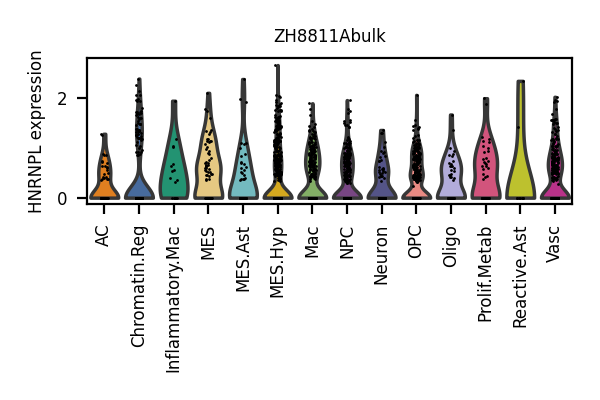 ZH8811Abulk
HNRNPL expression
2
0
AC
Chromatin.Reg
Inflammatory.Mac
MES
MES.Ast
MES.Hyp
Mac
NPC
Neuron
OPC
Oligo
Prolif.Metab
Reactive.Ast
Vasc